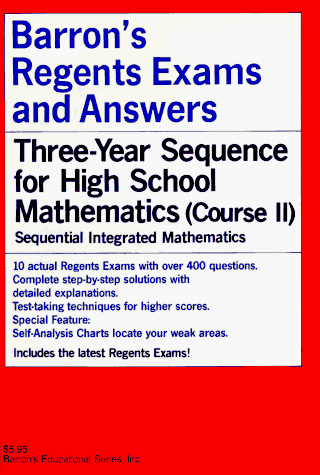 Barron's
Regents Exams
and Answers
Three-Year Sequence
for High School
Mathematics (Course II)
Sequential Integrated Mathematics
10 actual Regents Exams with over 400 questions.
Complete step-by-step solutions with
detailed explanations.
Test-taking techniques for higher scores.
Special Feature:
Self-Analysis Charts locate your weak areas.
Includes the latest Regents Exams!
$5.95
Barron's Educational Series, Inc.